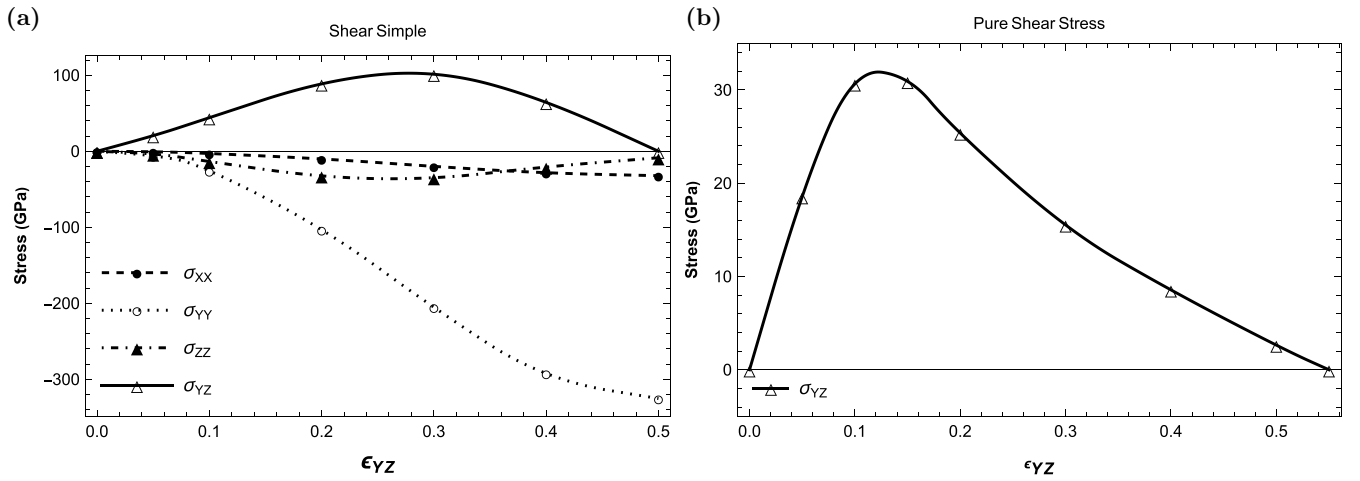 (a)
Shear Simple
100
0
−100
−200
−300
Stress (GPa)
σXX
σYY
σZZ
σYZ
0.0 0.1 0.2 0.3 0.4 0.5
ϵYZ
(b)
Pure Shear Stress
30
20
10
0
Stress (GPa)
σYZ
0.0 0.1 0.2 0.3 0.4 0.5
ϵYZ